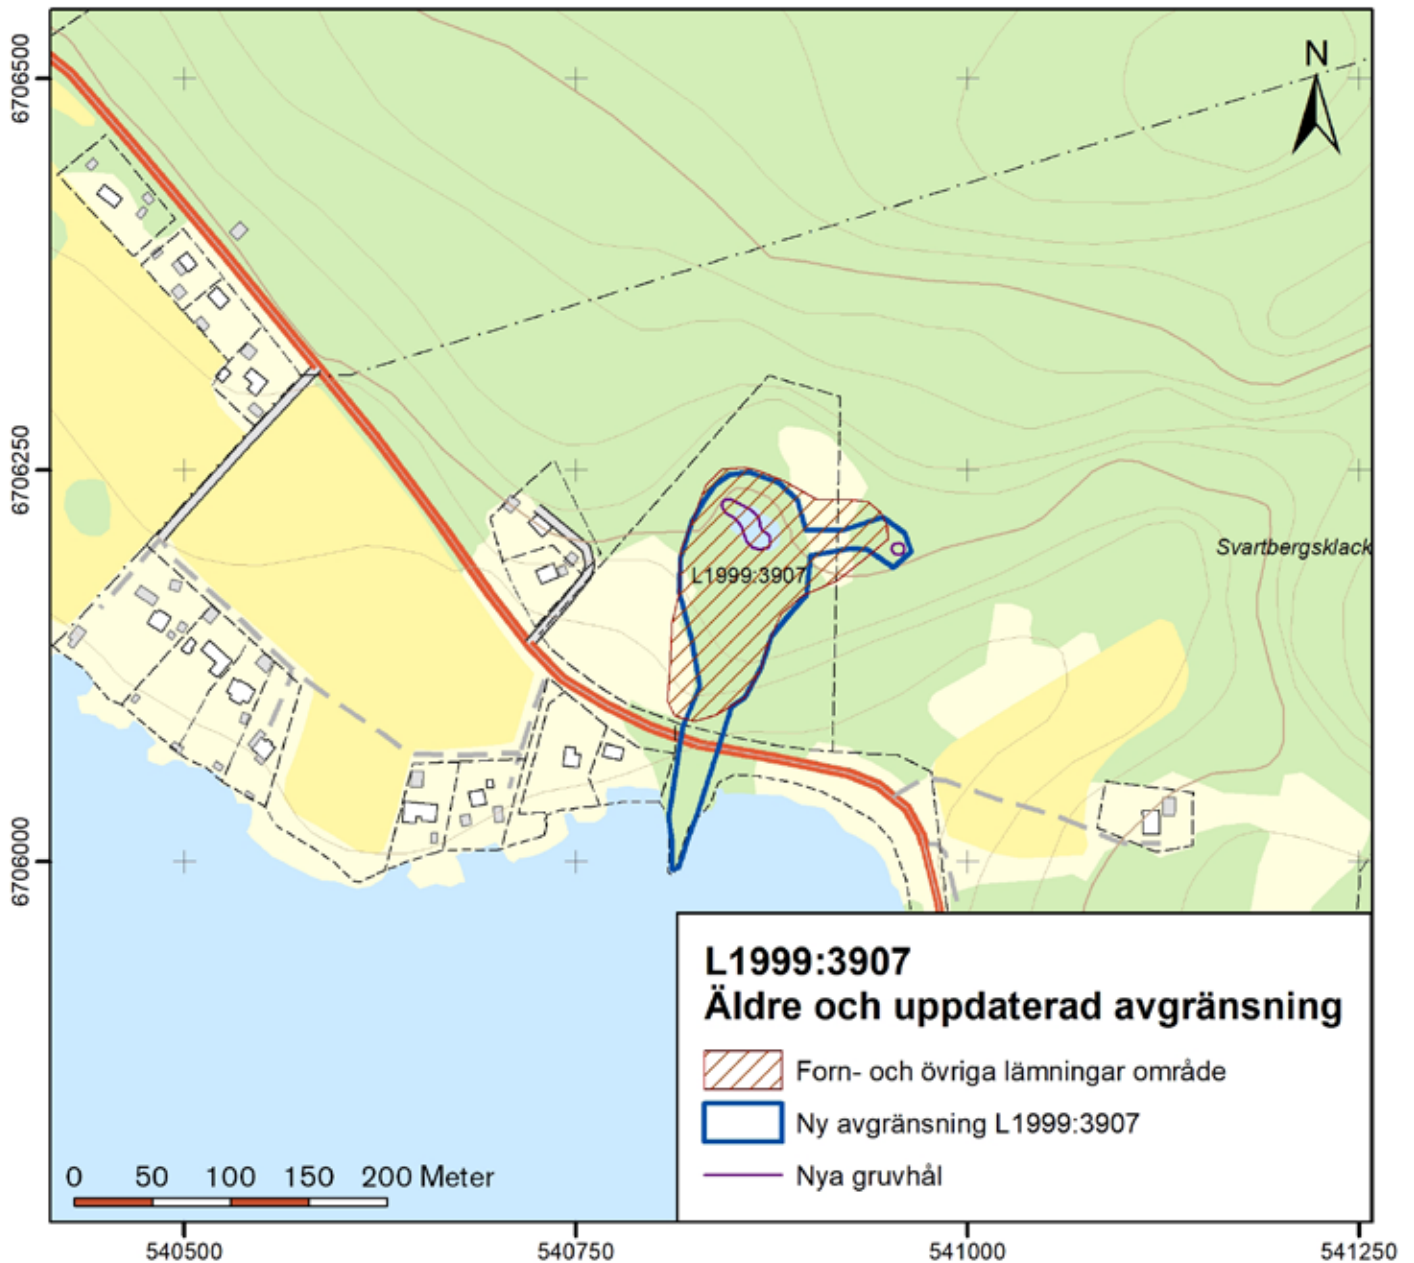 6706500
6706250
6706000
N
L1999:3907
Svartbergsklack
L1999:3907
Äldre och uppdaterad avgränsning
Forn- och övriga lämningar område
Ny avgränsning L1999:3907
Nya gruvhål
0 50 100 150 200 Meter
540500 540750 541000 541250